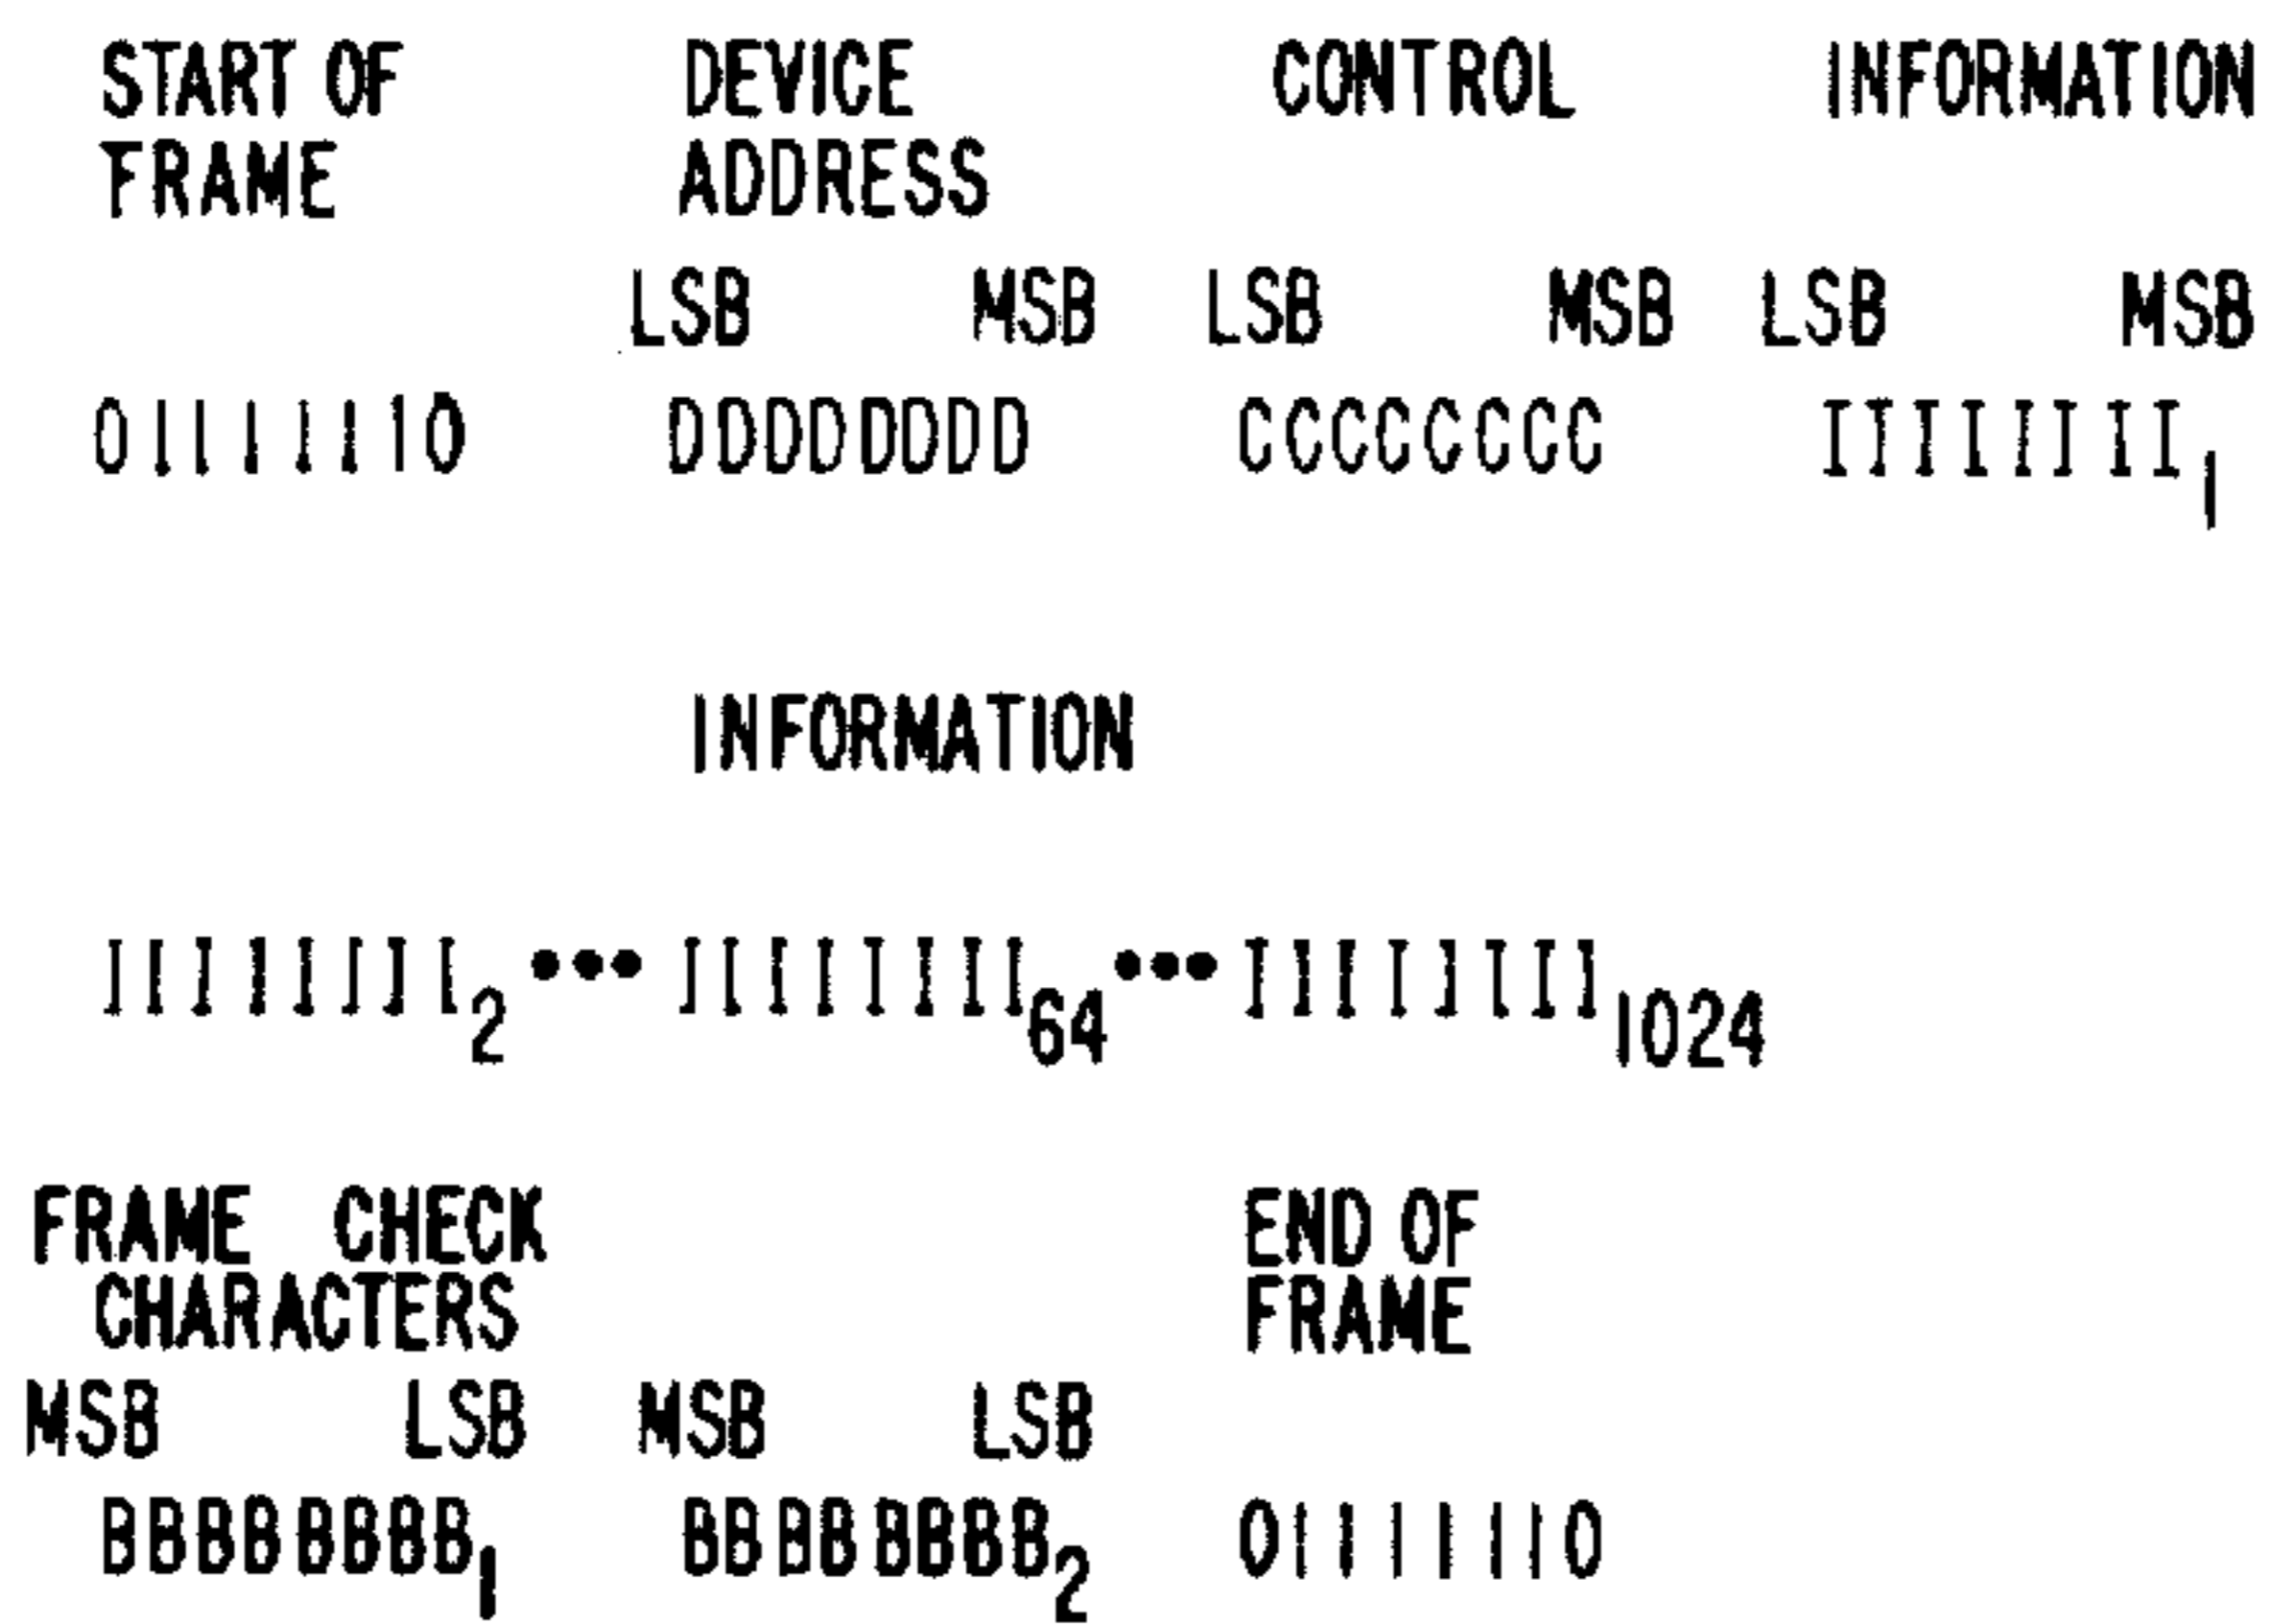 START OF DEVICE CONTROL INFORMATION
FRAME ADDRESS
LSB MSB LSB MSB LSB MSB
01111110 DDDDDDDD CCCCCCCC IIIIIIII1
INFORMATION
IIIIIIII2 ••• IIIIIIII64 ••• IIIIIIII1024
FRAME CHECK END OF
CHARACTERS FRAME
MSB LSB MSB LSB
BBBBBBBB1 BBBBBBBB2 01111110